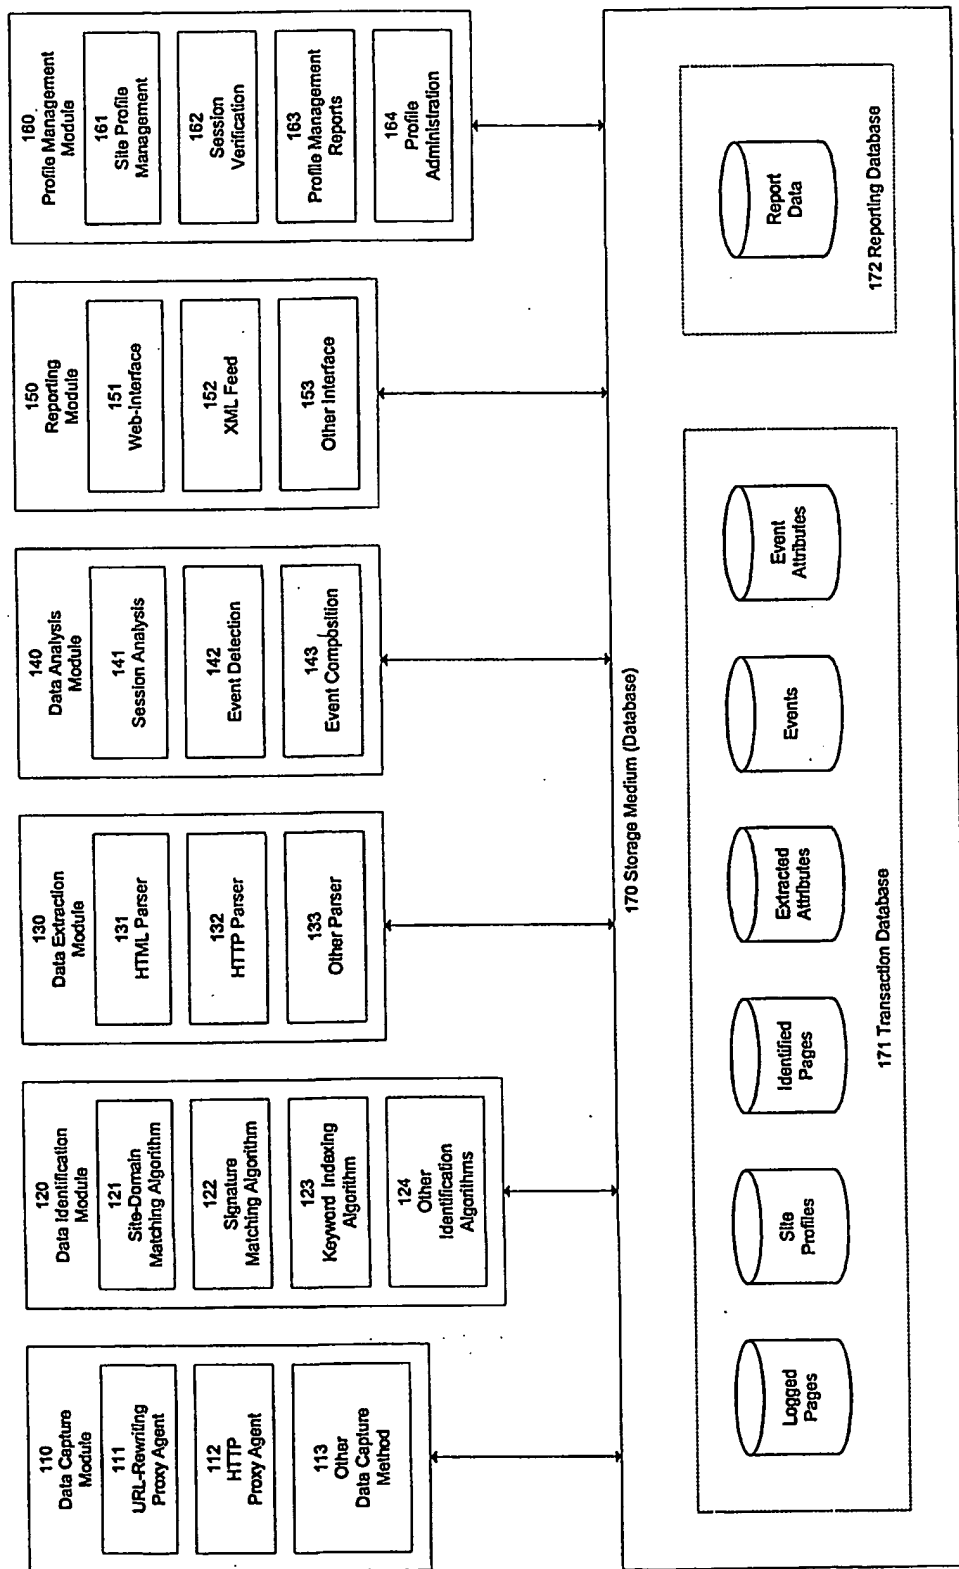 110
Data Capture
Module
111
URL-Rewriting
Proxy Agent
112
HTTP
Proxy Agent
113
Other
Data Capture
Method
120
Data Identification
Module
121
Site-Domain
Matching Algorithm
122
Signature
Matching Algorithm
123
Keyword Indexing
Algorithm
124
Other
Identification
Algorithms
130
Data Extraction
Module
131
HTML Parser
132
HTTP Parser
133
Other Parser
140
Data Analysis
Module
141
Session Analysis
142
Event Detection
143
Event Composition
150
Reporting
Module
151
Web-Interface
152
XML Feed
153
Other Interface
160
Profile Management
Module
161
Site Profile
Management
162
Session
Verification
163
Profile Management
Reports
164
Profile
Administration
170 Storage Medium (Database)
Logged
Pages
Site
Profiles
Identified
Pages
Extracted
Attributes
Events
Event
Attributes
171 Transaction Database
Report
Data
172 Reporting Database